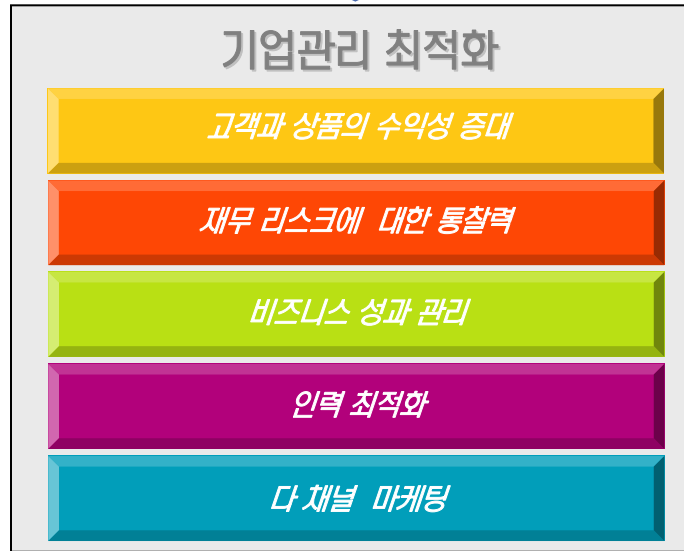 기업관리 최적화
고객과 상품의 수익성 증대
재무 리스크에 대한 통찰력
비즈니스 성과 관리
인력 최적화
다 채널 마케팅